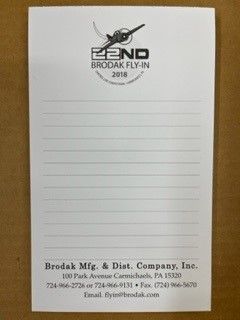 22ND
BRODAK FLY-IN
2018
Brodak Mfg. & Dist. Company, Inc.
100 Park Avenue Carmichaels, PA 15320
724-966-2726 or 724-966-9131 • Fax. (724) 966-5670
Email. flyin@brodak.com